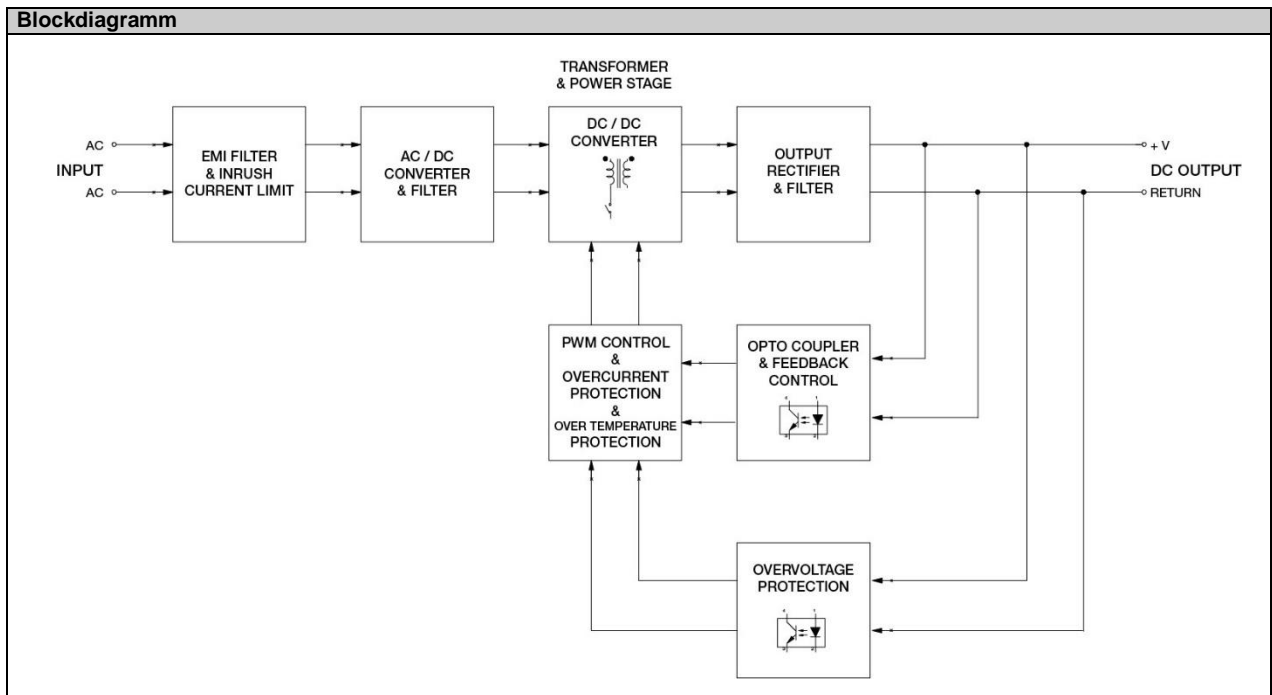 Blockdiagramm
TRANSFORMER
& POWER STAGE
AC
INPUT
AC
EMI FILTER
& INRUSH
CURRENT LIMIT
AC / DC
CONVERTER
& FILTER
DC / DC
CONVERTER
OUTPUT
RECTIFIER
& FILTER
+ V
DC OUTPUT
RETURN
PWM CONTROL
&
OVERCURRENT
PROTECTION
&
OVER TEMPERATURE
PROTECTION
OPTO COUPLER
& FEEDBACK
CONTROL
OVERVOLTAGE
PROTECTION